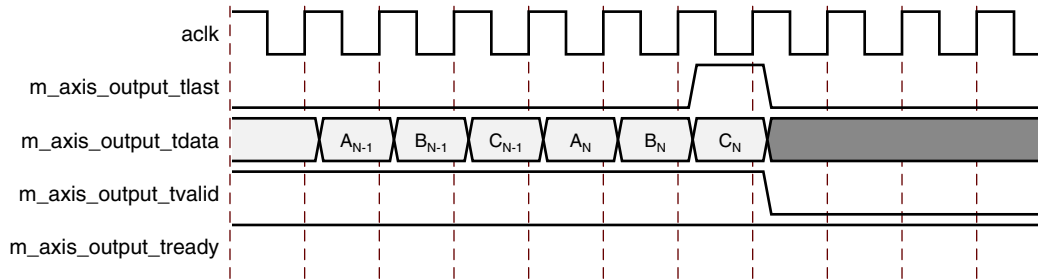 aclk
m_axis_output_tlast
m_axis_output_tdata A_N-1 B_N-1 C_N-1 A_N B_N C_N
m_axis_output_tvalid
m_axis_output_tready